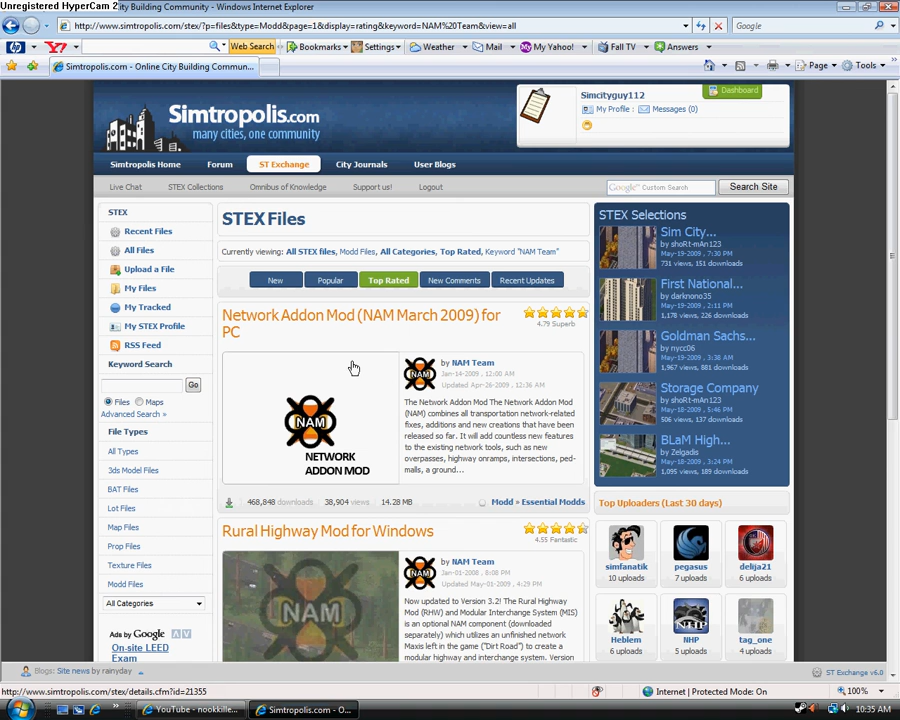 Unregistered HyperCam 2
ity Building Community - Windows Internet Explorer
http://www.simtropolis.com/stex/?p=files&type=Modd&page=1&display=rating&keyword=NAM%20Team&view=all
Google
Web Search
Bookmarks
Settings
Weather
Mail
My Yahoo!
Fall TV
Answers
Simtropolis.com - Online City Building Commun...
Page
Tools
Simtropolis.com
many cities, one community
Simcityguy112
Dashboard
My Profile :
Messages (0)
Simtropolis Home
Forum
ST Exchange
City Journals
User Blogs
Live Chat
STEX Collections
Omnibus of Knowledge
Support us!
Logout
Google™ Custom Search
Search Site
STEX
Recent Files
All Files
Upload a File
My Files
My Tracked
My STEX Profile
RSS Feed
Keyword Search
Go
Files
Maps
Advanced Search »
File Types
All Types
3ds Model Files
BAT Files
Lot Files
Map Files
Prop Files
Texture Files
Modd Files
All Categories
Ads by Google
On-site LEED
Exam
STEX Files
Currently viewing: All STEX files, Modd Files, All Categories, Top Rated, Keyword "NAM Team"
New
Popular
Top Rated
New Comments
Recent Updates
Network Addon Mod (NAM March 2009) for
PC
4.79 Superb
NAM
NETWORK
ADDON MOD
NAM
by NAM Team
Jan-14-2009 , 12:00 AM
Updated Apr-26-2009 , 12:36 AM
The Network Addon Mod The Network Addon Mod
(NAM) combines all transportation network-related
fixes, additions and new creations that have been
released so far. It will add countless new features
to the existing network tools, such as new
overpasses, highway onramps, intersections, ped-
malls, a ground...
468,848 downloads
38,904 views
14.28 MB
Modd » Essential Modds
Rural Highway Mod for Windows
4.55 Fantastic
NAM
NAM
by NAM Team
Jan-01-2008 , 8:08 PM
Updated May-01-2009 , 4:29 PM
Now updated to Version 3.2! The Rural Highway
Mod (RHW) and Modular Interchange System (MIS)
is an optional NAM component (downloaded
separately) which utilizes an unfinished network
Maxis left in the game ("Dirt Road") to create a
modular highway and interchange system. Version
STEX Selections
Sim City...
by shoRt-mAn123
May-19-2009 , 7:30 PM
731 views, 151 downloads
First National...
by darknono35
May-19-2009 , 2:11 PM
1,178 views, 226 downloads
Goldman Sachs...
by nycc06
May-19-2009 , 3:38 AM
1,967 views, 881 downloads
Storage Company
by shoRt-mAn123
May-18-2009 , 5:46 PM
506 views, 137 downloads
BLaM High...
by Zelgadis
May-18-2009 , 3:24 PM
1,095 views, 189 downloads
Top Uploaders (Last 30 days)
simfanatik
10 uploads
pegasus
7 uploads
delija21
6 uploads
Heblem
6 uploads
NHP
NHP
5 uploads
tag_one
4 uploads
Blogs: Site news by rainyday
ST Exchange v6.0
http://www.simtropolis.com/stex/details.cfm?id=21355
Internet | Protected Mode: On
100%
YouTube - nookkille...
Simtropolis.com - O...
10:35 AM